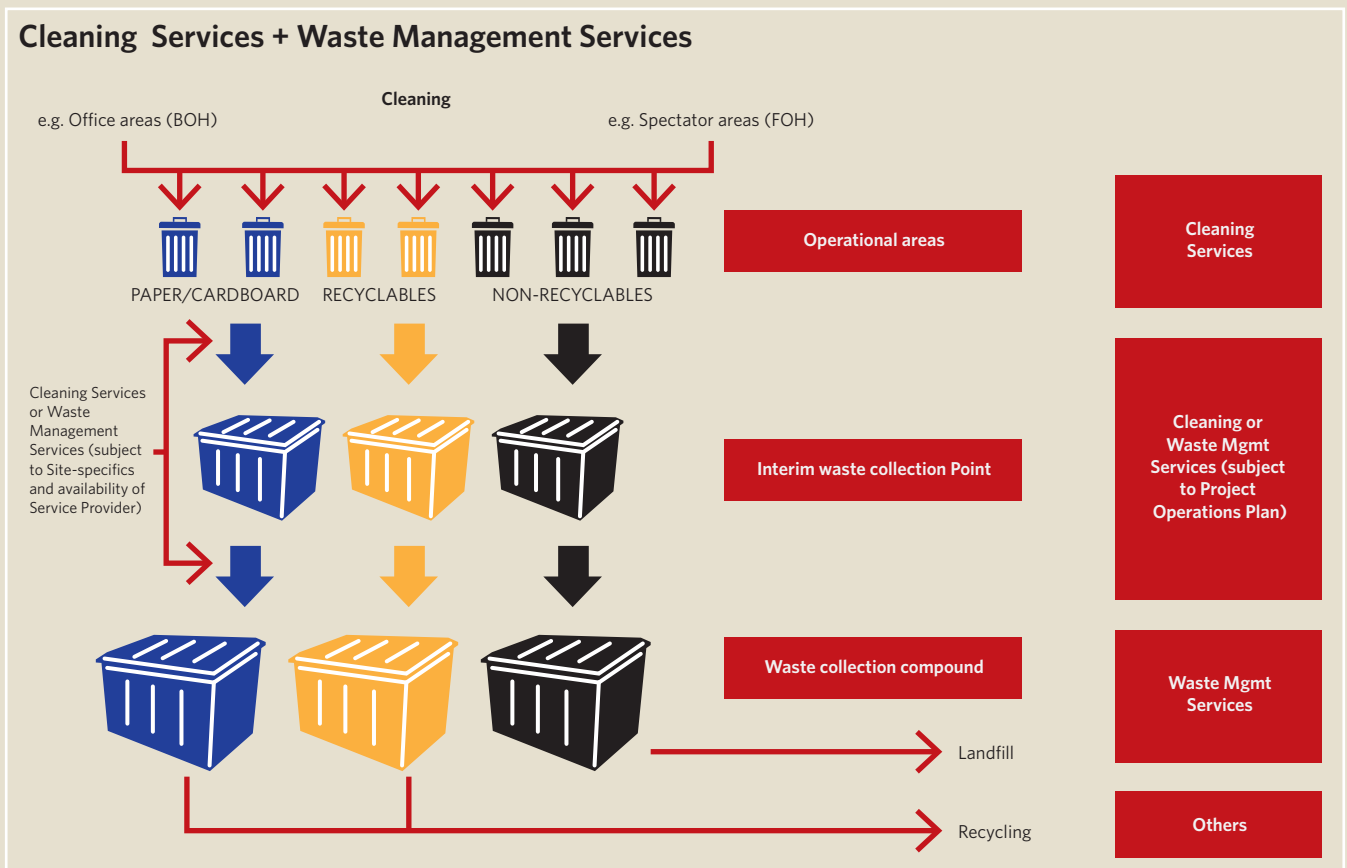 Cleaning Services + Waste Management Services
Cleaning
e.g. Office areas (BOH)
e.g. Spectator areas (FOH)
PAPER/CARDBOARD
RECYCLABLES
NON-RECYCLABLES
Operational areas
Cleaning
Services
Cleaning Services
or Waste
Management
Services (subject
to Site-specifics
and availability of
Service Provider)
Interim waste collection Point
Cleaning or
Waste Mgmt
Services (subject
to Project
Operations Plan)
Waste collection compound
Waste Mgmt
Services
Landfill
Recycling
Others